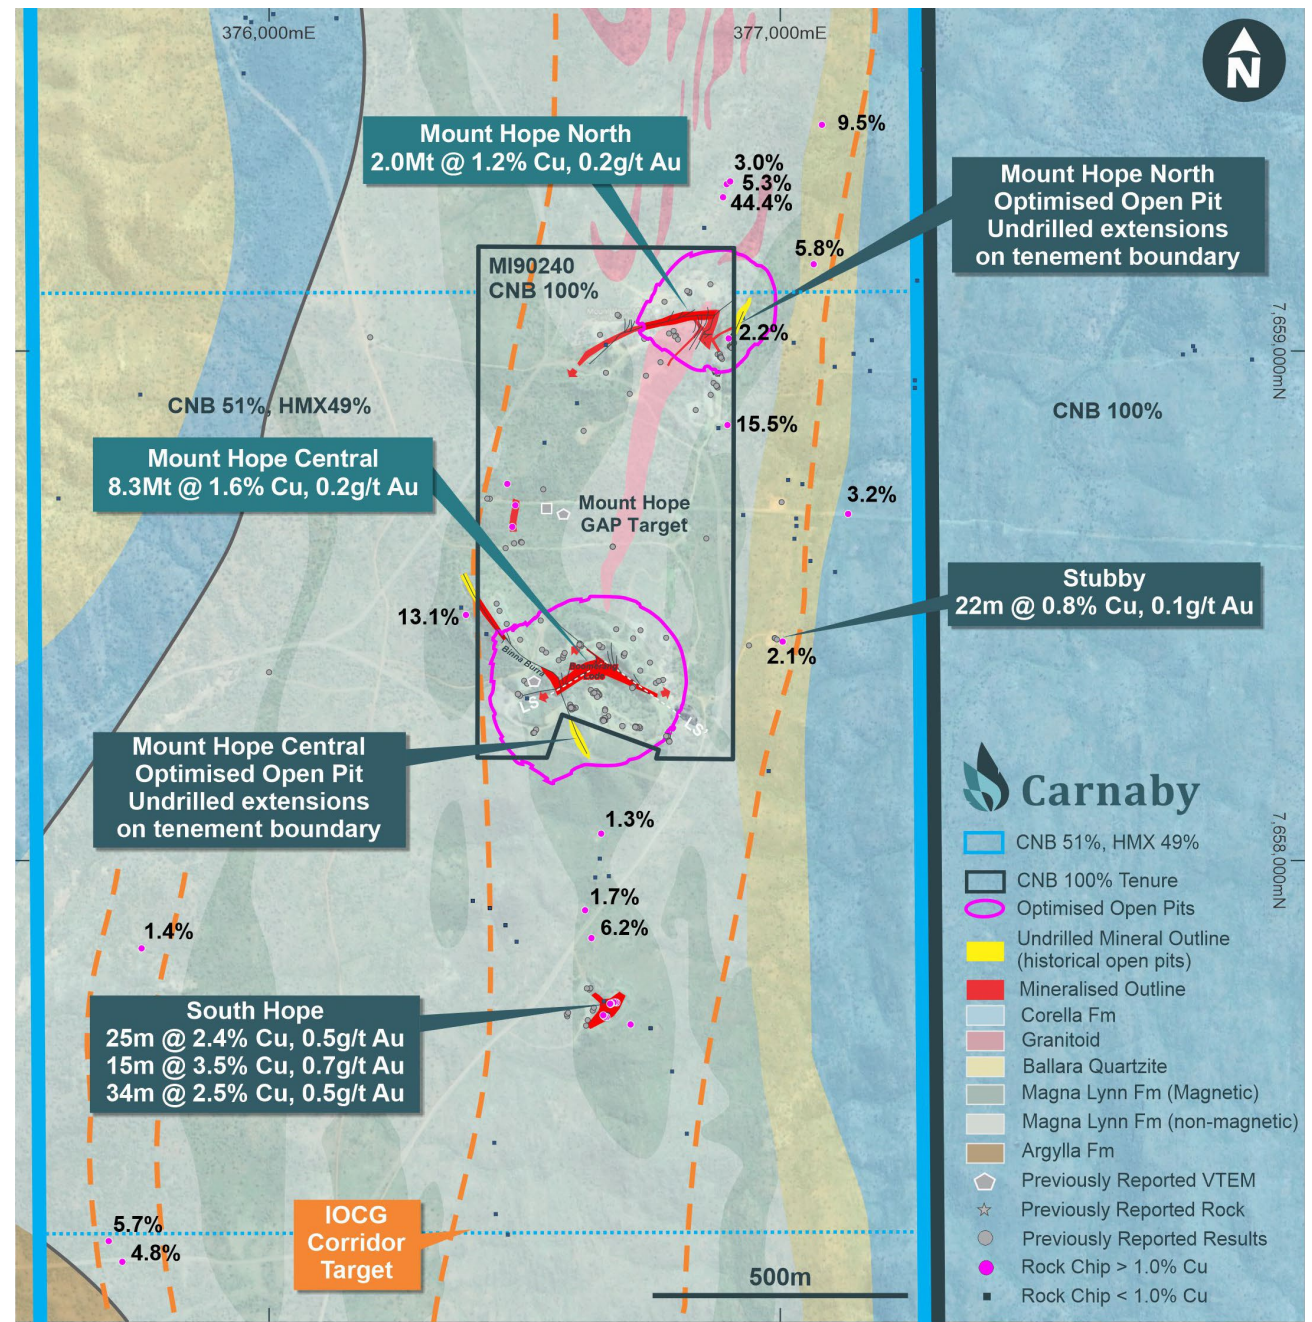 376,000mE
377,000mE
N
9.5%
Mount Hope North
2.0Mt @ 1.2% Cu, 0.2g/t Au
3.0%
5.3%
44.4%
Mount Hope North
Optimised Open Pit
Undrilled extensions
on tenement boundary
5.8%
MI90240
CNB 100%
2.2%
7,659,000mN
CNB 51%, HMX49%
CNB 100%
15.5%
Mount Hope Central
8.3Mt @ 1.6% Cu, 0.2g/t Au
3.2%
Mount Hope
GAP Target
Stubby
22m @ 0.8% Cu, 0.1g/t Au
13.1%
2.1%
Binna Burra
Boomerang
Lode
LS
LS'
Mount Hope Central
Optimised Open Pit
Undrilled extensions
on tenement boundary
1.3%
7,658,000mN
1.7%
6.2%
1.4%
South Hope
25m @ 2.4% Cu, 0.5g/t Au
15m @ 3.5% Cu, 0.7g/t Au
34m @ 2.5% Cu, 0.5g/t Au
5.7%
4.8%
IOCG
Corridor
Target
500m
Carnaby
CNB 51%, HMX 49%
CNB 100% Tenure
Optimised Open Pits
Undrilled Mineral Outline
(historical open pits)
Mineralised Outline
Corella Fm
Granitoid
Ballara Quartzite
Magna Lynn Fm (Magnetic)
Magna Lynn Fm (non-magnetic)
Argylla Fm
Previously Reported VTEM
Previously Reported Rock
Previously Reported Results
Rock Chip > 1.0% Cu
Rock Chip < 1.0% Cu